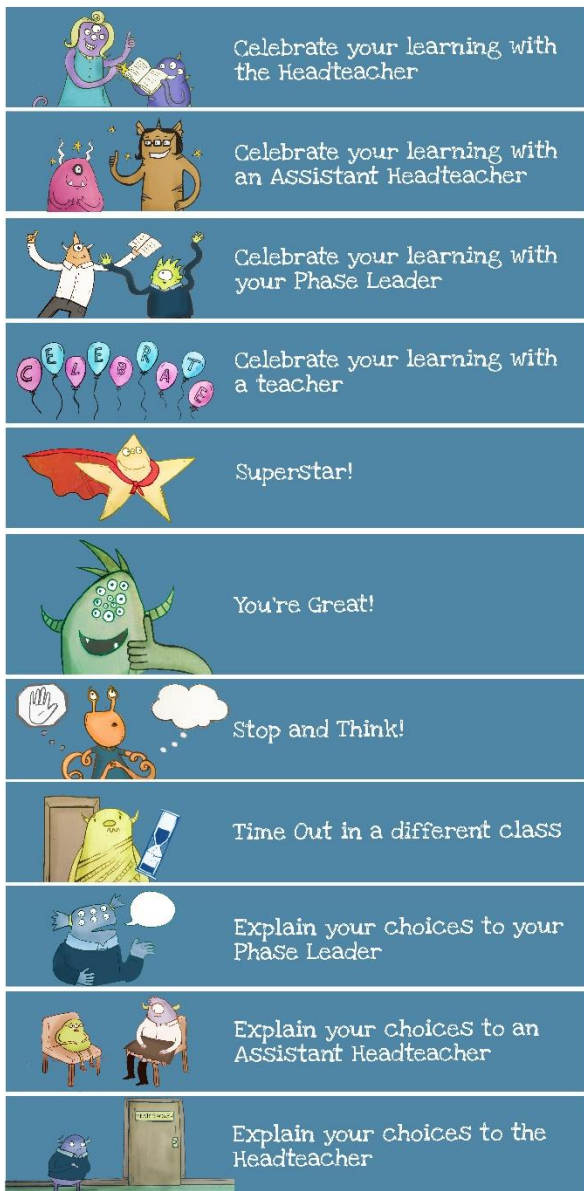 Celebrate your learning with
the Headteacher
Celebrate your learning with
an Assistant Headteacher
Celebrate your learning with
your Phase Leader
CELEBRATE
Celebrate your learning with
a teacher
Superstar!
You're Great!
Stop and Think!
Time Out in a different class
Explain your choices to your
Phase Leader
Explain your choices to an
Assistant Headteacher
HEADTEACHER
Explain your choices to the
Headteacher